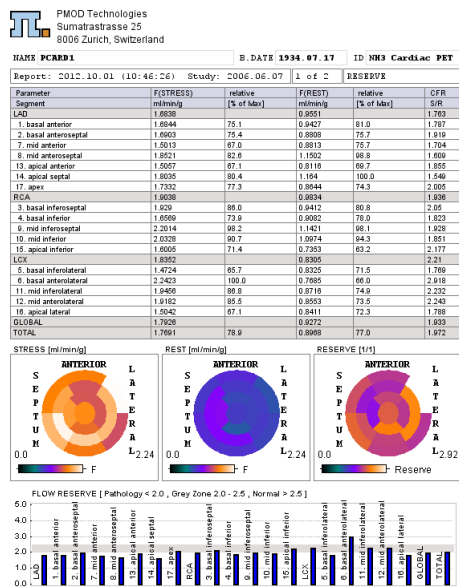 PMOD Technologies
Sumatrastrasse 25
8006 Zurich, Switzerland
NAME PCARD1 B.DATE 1934.07.17 ID NH3 Cardiac PET
Report: 2012.10.01 (10:46:26) Study: 2006.06.07 1 of 2 RESERVE
Parameter F(STRESS) relative F(REST) relative CFR
Segment ml/min/g [% of Max] ml/min/g [% of Max] S/R
LAD 1.6838 0.9551 1.763
1. basal anterior 1.6844 75.1 0.9427 81.0 1.787
2. basal anteroseptal 1.6903 75.4 0.8808 75.7 1.919
7. mid anterior 1.5013 67.0 0.8813 75.7 1.704
8. mid anteroseptal 1.8521 82.6 1.1502 98.8 1.609
13. apical anterior 1.5057 67.1 0.8116 69.7 1.855
14. apical septal 1.8035 80.4 1.164 100.0 1.549
17. apex 1.7332 77.3 0.8644 74.3 2.005
RCA 1.9038 0.9834 1.936
3. basal inferoseptal 1.929 86.0 0.9412 80.8 2.05
4. basal inferior 1.6569 73.9 0.9082 78.0 1.823
9. mid inferoseptal 2.2014 98.2 1.1421 98.1 1.928
10. mid inferior 2.0328 90.7 1.0974 94.3 1.851
15. apical inferior 1.6005 71.4 0.7353 63.2 2.177
LCX 1.8352 0.8305 2.21
5. basal inferolateral 1.4724 65.7 0.8325 71.5 1.769
6. basal anterolateral 2.2423 100.0 0.7685 66.0 2.918
11. mid inferolateral 1.9456 86.8 0.8716 74.9 2.232
12. mid anterolateral 1.9182 85.5 0.8553 73.5 2.243
16. apical lateral 1.5042 67.1 0.8411 72.3 1.788
GLOBAL 1.7926 0.9272 1.933
TOTAL 1.7691 78.9 0.8968 77.0 1.972
STRESS [ml/min/g] REST [ml/min/g] RESERVE [1/1]
ANTERIOR ANTERIOR ANTERIOR
SEPTUM LATERAL SEPTUM LATERAL SEPTUM LATERAL
0.0 2.24 0.0 2.24 0.0 2.92
F F Reserve
FLOW RESERVE [ Pathology < 2.0 , Grey Zone 2.0 - 2.5 , Normal > 2.5 ]
5.0
4.0
3.0
2.0
1.0
0.0
LAD
1. basal anterior
2. basal anteroseptal
7. mid anterior
8. mid anteroseptal
13. apical anterior
14. apical septal
17. apex
RCA
3. basal inferoseptal
4. basal inferior
9. mid inferoseptal
10. mid inferior
15. apical inferior
LCX
5. basal inferolateral
6. basal anterolateral
11. mid inferolateral
12. mid anterolateral
16. apical lateral
GLOBAL
TOTAL